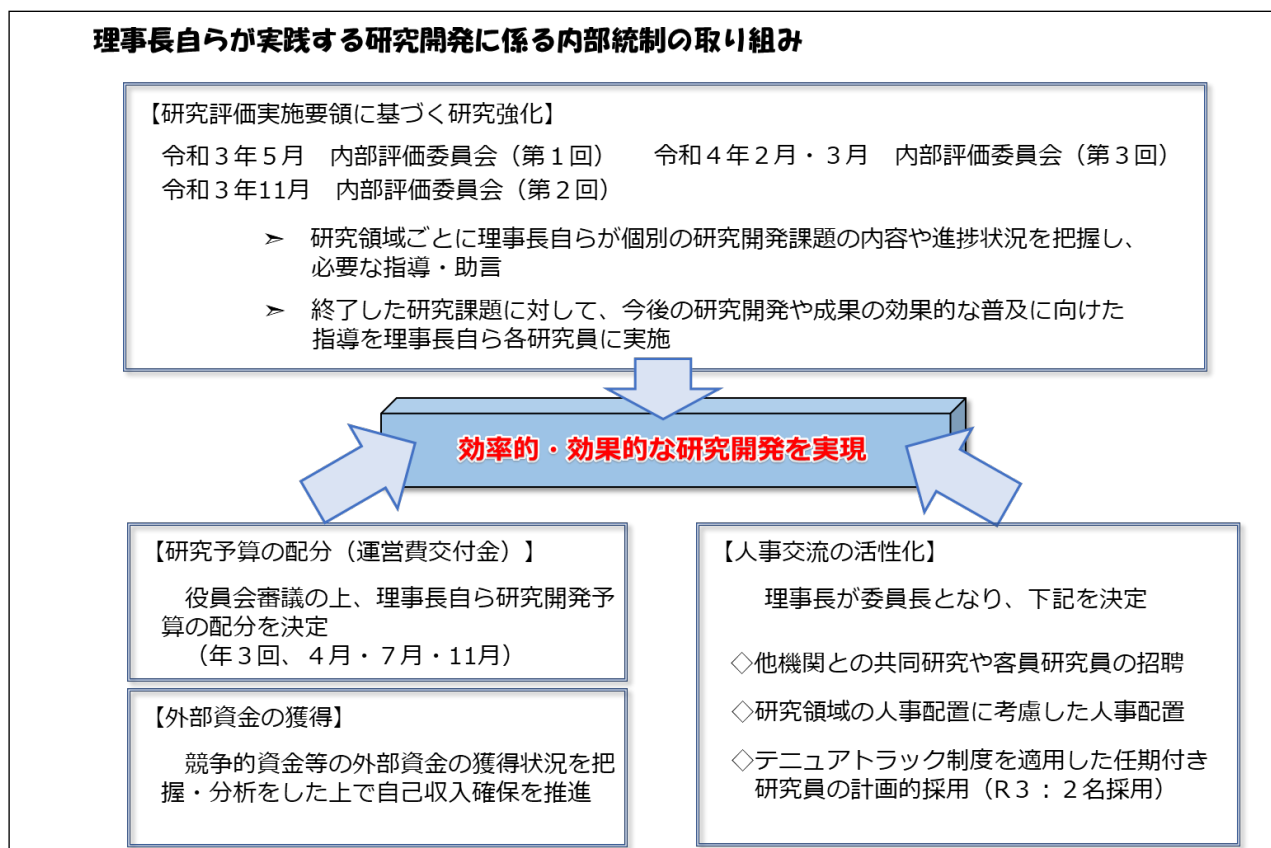 理事長自らが実践する研究開発に係る内部統制の取り組み
【研究評価実施要領に基づく研究強化】
令和３年５月　内部評価委員会（第１回）　　令和４年２月・３月　内部評価委員会（第３回）
令和３年11月　内部評価委員会（第２回）
➢　研究領域ごとに理事長自らが個別の研究開発課題の内容や進捗状況を把握し、
必要な指導・助言
➢　終了した研究課題に対して、今後の研究開発や成果の効果的な普及に向けた
指導を理事長自ら各研究員に実施
効率的・効果的な研究開発を実現
【研究予算の配分（運営費交付金）】
役員会審議の上、理事長自ら研究開発予
算の配分を決定
（年３回、４月・７月・11月）
【外部資金の獲得】
競争的資金等の外部資金の獲得状況を把
握・分析をした上で自己収入確保を推進
【人事交流の活性化】
理事長が委員長となり、下記を決定
◇他機関との共同研究や客員研究員の招聘
◇研究領域の人事配置に考慮した人事配置
◇テニュアトラック制度を適用した任期付き
研究員の計画的採用（R３：２名採用）